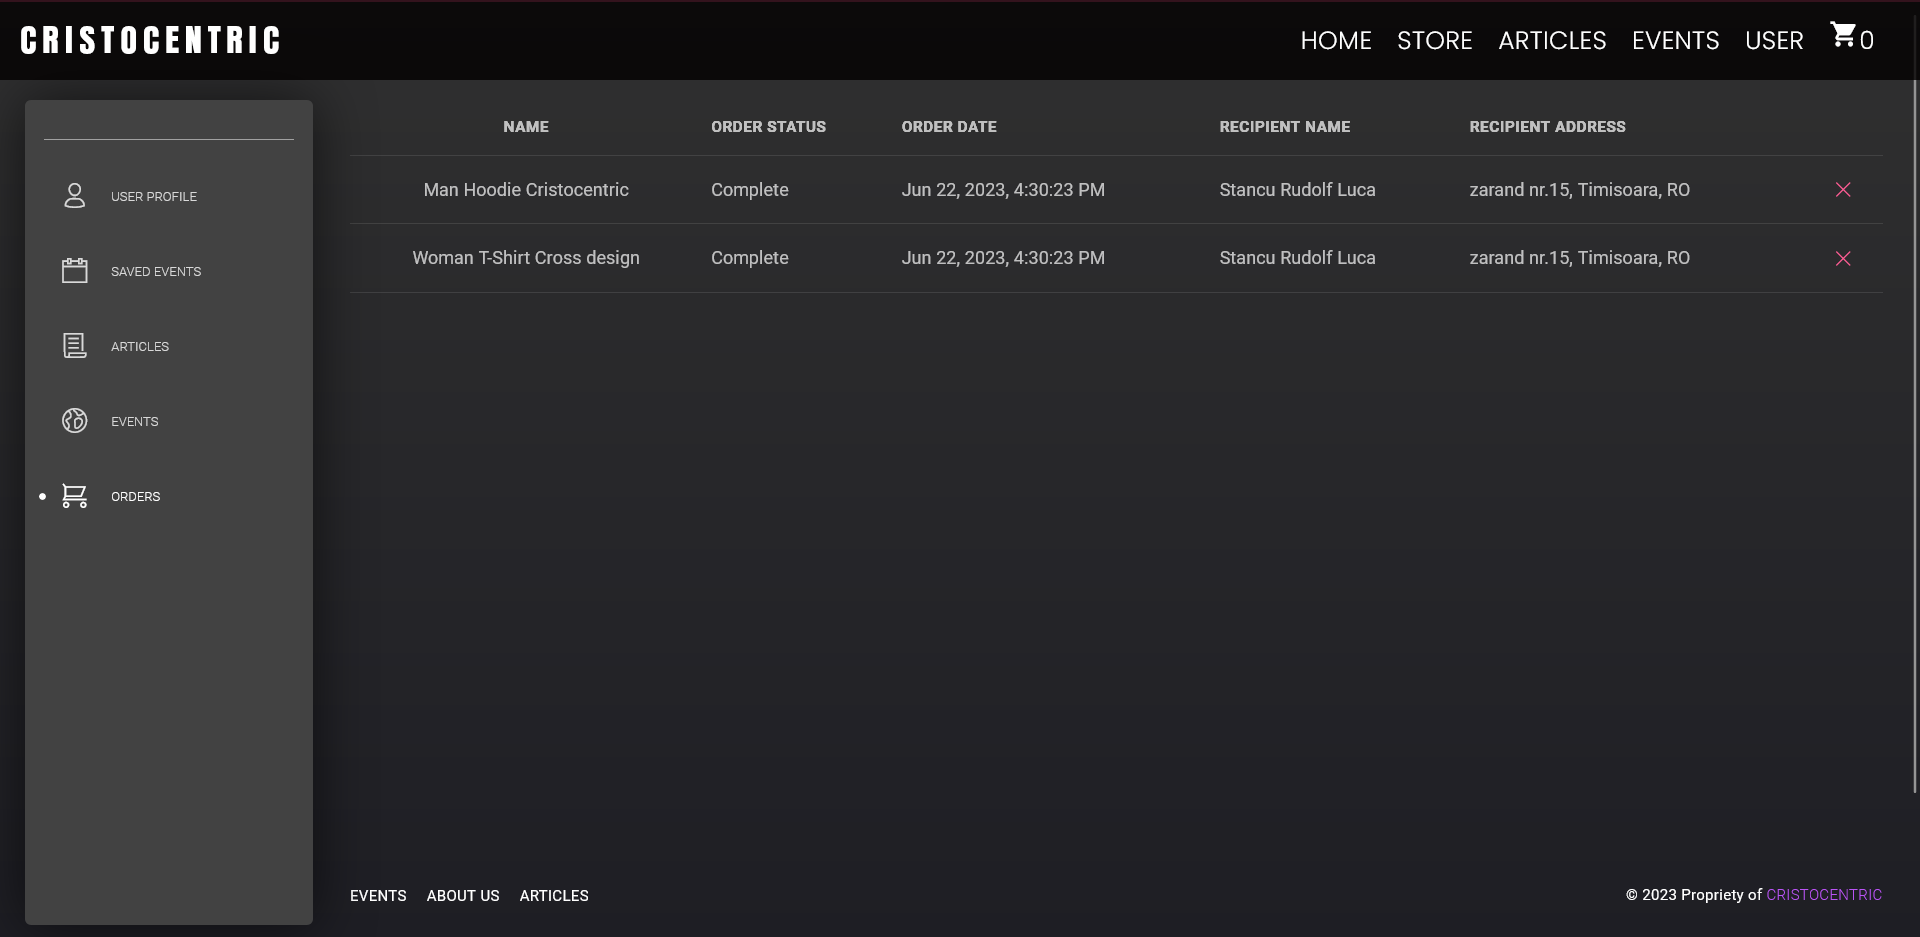 CRISTOCENTRIC
HOME STORE ARTICLES EVENTS USER 0
NAME ORDER STATUS ORDER DATE RECIPIENT NAME RECIPIENT ADDRESS
Man Hoodie Cristocentric Complete Jun 22, 2023, 4:30:23 PM Stancu Rudolf Luca zarand nr.15, Timisoara, RO
Woman T-Shirt Cross design Complete Jun 22, 2023, 4:30:23 PM Stancu Rudolf Luca zarand nr.15, Timisoara, RO
USER PROFILE
SAVED EVENTS
ARTICLES
EVENTS
ORDERS
EVENTS ABOUT US ARTICLES
© 2023 Propriety of CRISTOCENTRIC